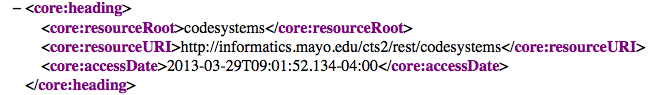 − <core:heading>
<core:resourceRoot>codesystems</core:resourceRoot>
<core:resourceURI>http://informatics.mayo.edu/cts2/rest/codesystems</core:resourceURI>
<core:accessDate>2013-03-29T09:01:52.134-04:00</core:accessDate>
</core:heading>